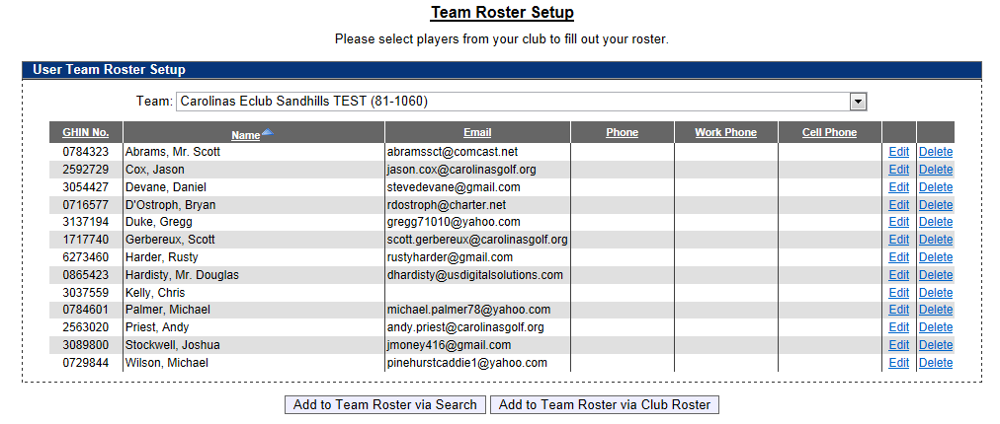 Team Roster Setup
Please select players from your club to fill out your roster.
User Team Roster Setup
Team: Carolinas Eclub Sandhills TEST (81-1060)
GHIN No. Name Email Phone Work Phone Cell Phone
0784323 Abrams, Mr. Scott abramssct@comcast.net Edit Delete
2592729 Cox, Jason jason.cox@carolinasgolf.org Edit Delete
3054427 Devane, Daniel stevedevane@gmail.com Edit Delete
0716577 D'Ostroph, Bryan rdostroph@charter.net Edit Delete
3137194 Duke, Gregg gregg71010@yahoo.com Edit Delete
1717740 Gerbereux, Scott scott.gerbereux@carolinasgolf.org Edit Delete
6273460 Harder, Rusty rustyharder@gmail.com Edit Delete
0865423 Hardisty, Mr. Douglas dhardisty@usdigitalsolutions.com Edit Delete
3037559 Kelly, Chris Edit Delete
0784601 Palmer, Michael michael.palmer78@yahoo.com Edit Delete
2563020 Priest, Andy andy.priest@carolinasgolf.org Edit Delete
3089800 Stockwell, Joshua jmoney416@gmail.com Edit Delete
0729844 Wilson, Michael pinehurstcaddie1@yahoo.com Edit Delete
Add to Team Roster via Search Add to Team Roster via Club Roster